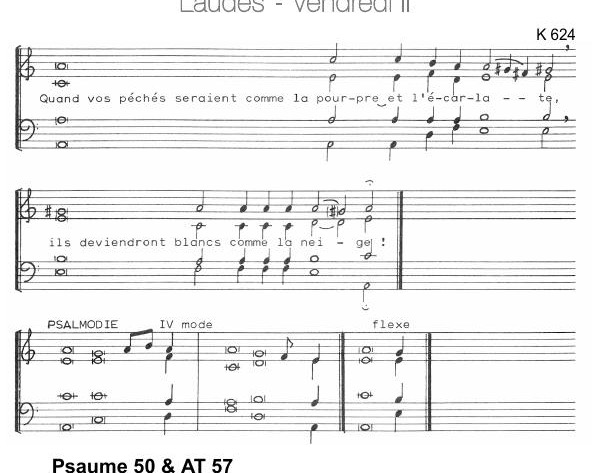 Laudes - Vendredi II
K 624
Quand vos péchés seraient comme la pour-pre et l'é-car-la - - te,
ils deviendront blancs comme la nei - ge !
PSALMODIE IV mode flexe
Psaume 50 & AT 57